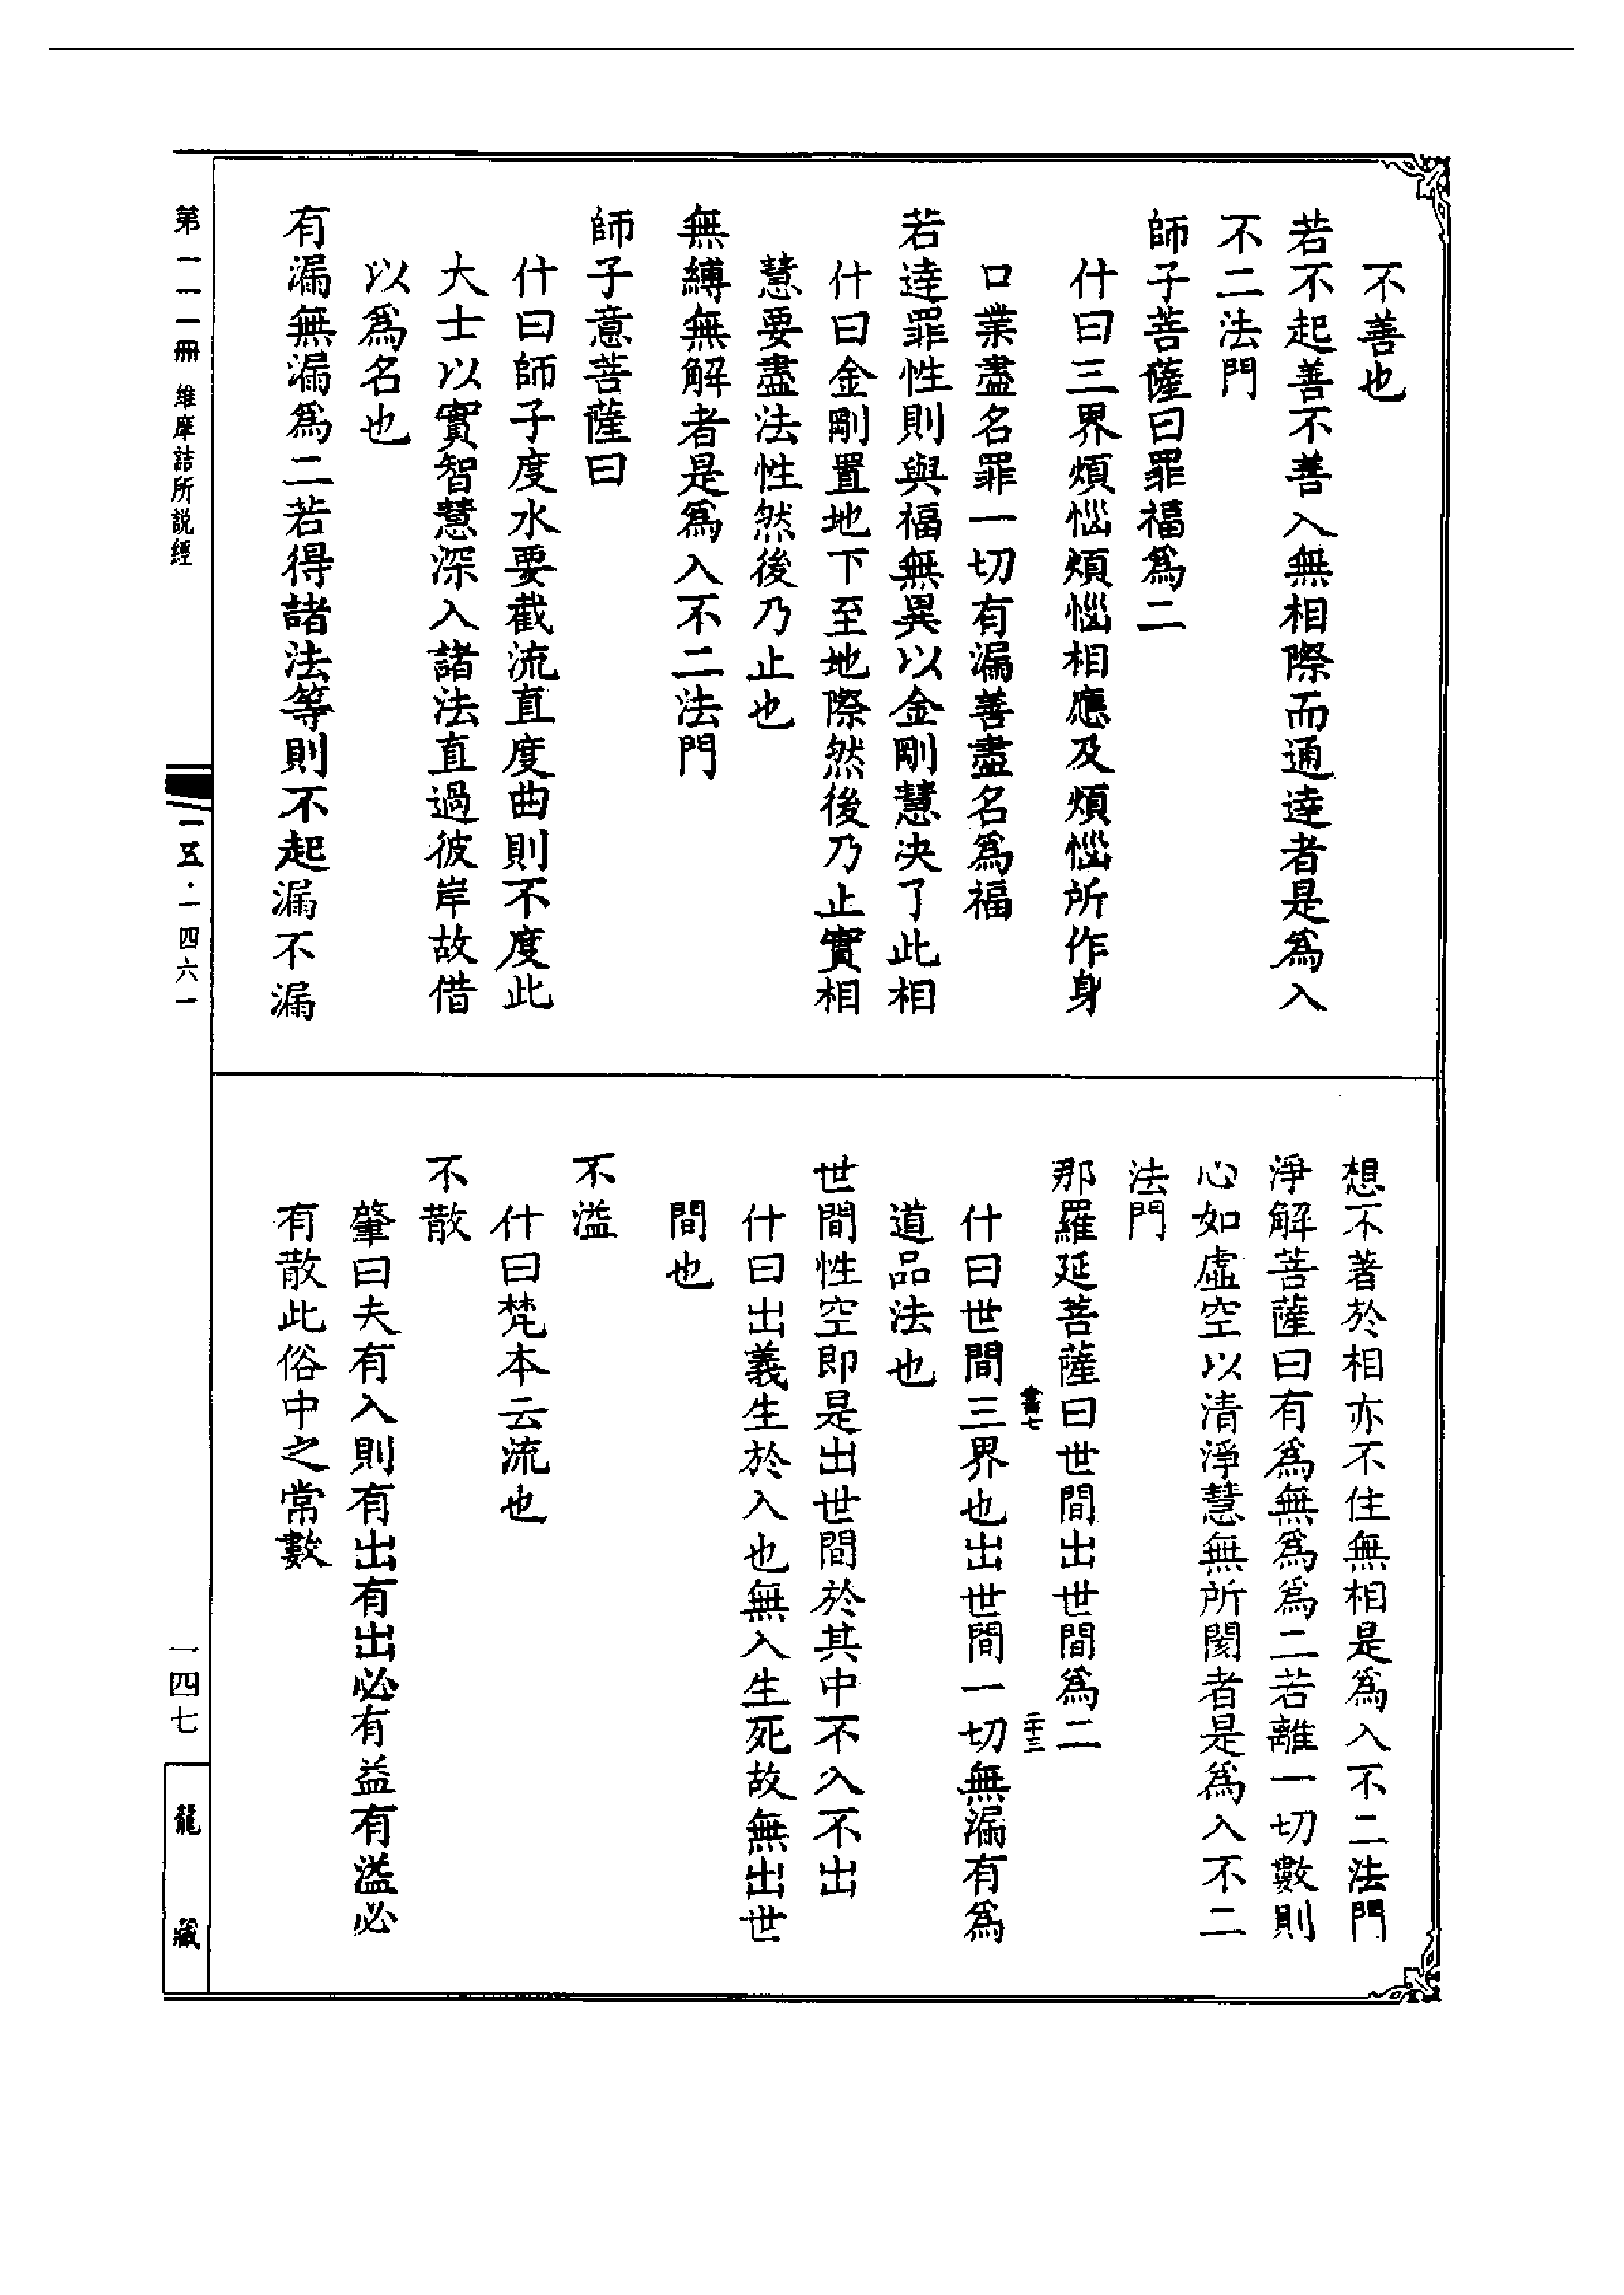 不善也
若不起善不善入無相際而通達者是爲入
不二法門
師子菩薩曰罪福爲二
什曰三界煩惱煩惱相應及煩惱所作身
口業盡名罪一切有漏善盡名爲福
若達罪性則與福無異以金剛慧決了此相
什曰金剛置地下至地際然後乃止實相
慧要盡法性然後乃止也
無縛無解者是爲入不二法門
師子意菩薩曰
什曰師子度水要截流直度曲則不度此
大士以實智慧深入諸法直過彼岸故借
以爲名也
有漏無漏爲二若得諸法等則不起漏不漏
想不著於相亦不住無相是爲入不二法門
淨解菩薩曰有爲無爲爲二若離一切數則
心如虛空以清淨慧無所閡者是爲入不二
法門
那羅延菩薩曰世間出世間爲二
二十三
什曰世間三界也出世間一切無漏有爲
道品法也
世間性空即是出世間於其中不入不出
什曰出義生於入也無入生死故無出世
間也
不溢
什曰梵本云流也
不散
肇曰夫有入則有出有出必有益有溢必
有散此俗中之常數
第一一一冊 維摩詰所說經
一五·一四六一
一四七
龍藏